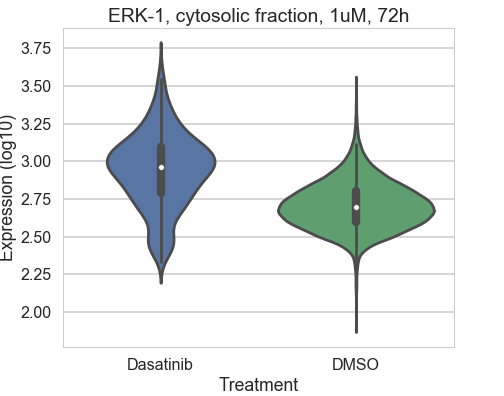 ERK-1, cytosolic fraction, 1uM, 72h
Expression (log10)
3.75
3.50
3.25
3.00
2.75
2.50
2.25
2.00
Dasatinib
DMSO
Treatment